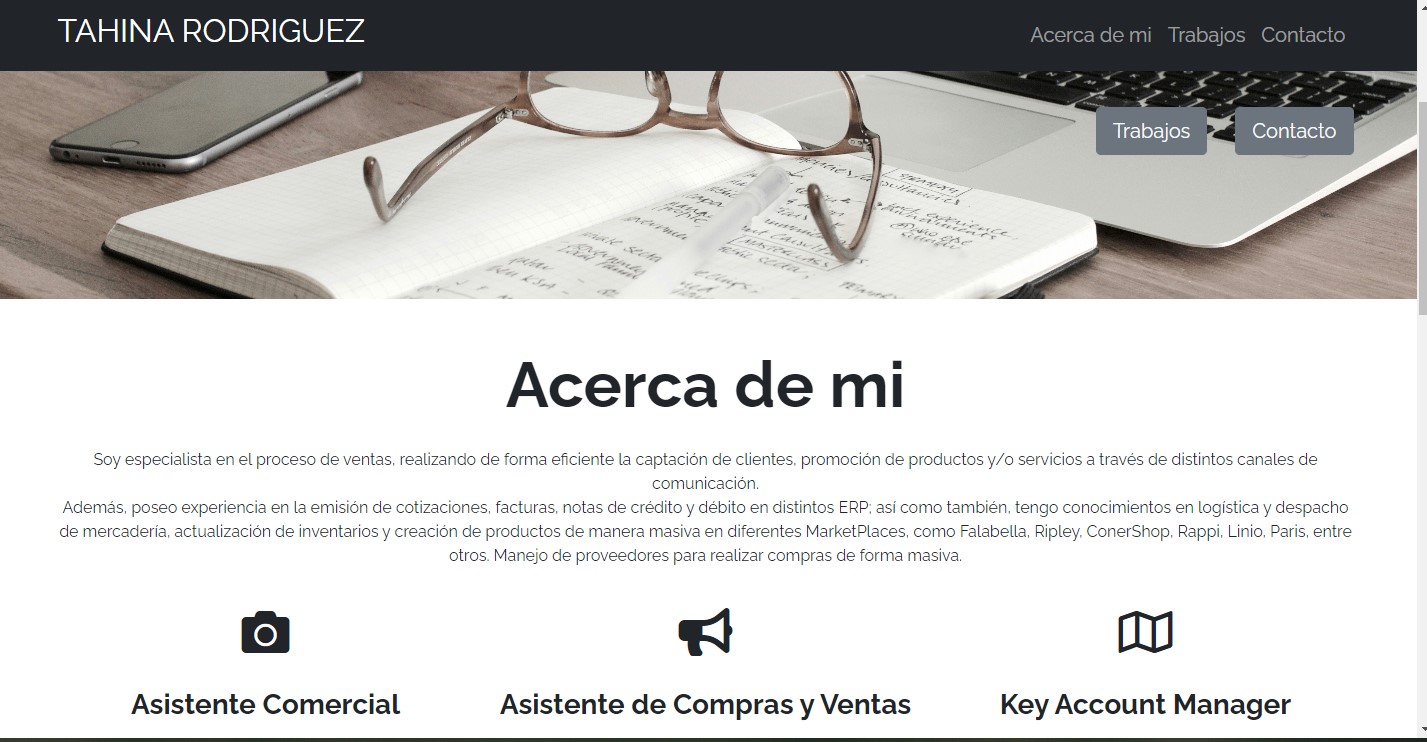 TAHINA RODRIGUEZ
Acerca de mi Trabajos Contacto
Trabajos Contacto
Acerca de mi
Soy especialista en el proceso de ventas, realizando de forma eficiente la captación de clientes, promoción de productos y/o servicios a través de distintos canales de
comunicación.
Además, poseo experiencia en la emisión de cotizaciones, facturas, notas de crédito y débito en distintos ERP; así como también, tengo conocimientos en logística y despacho
de mercadería, actualización de inventarios y creación de productos de manera masiva en diferentes MarketPlaces, como Falabella, Ripley, ConerShop, Rappi, Linio, Paris, entre
otros. Manejo de proveedores para realizar compras de forma masiva.
Asistente Comercial
Asistente de Compras y Ventas
Key Account Manager